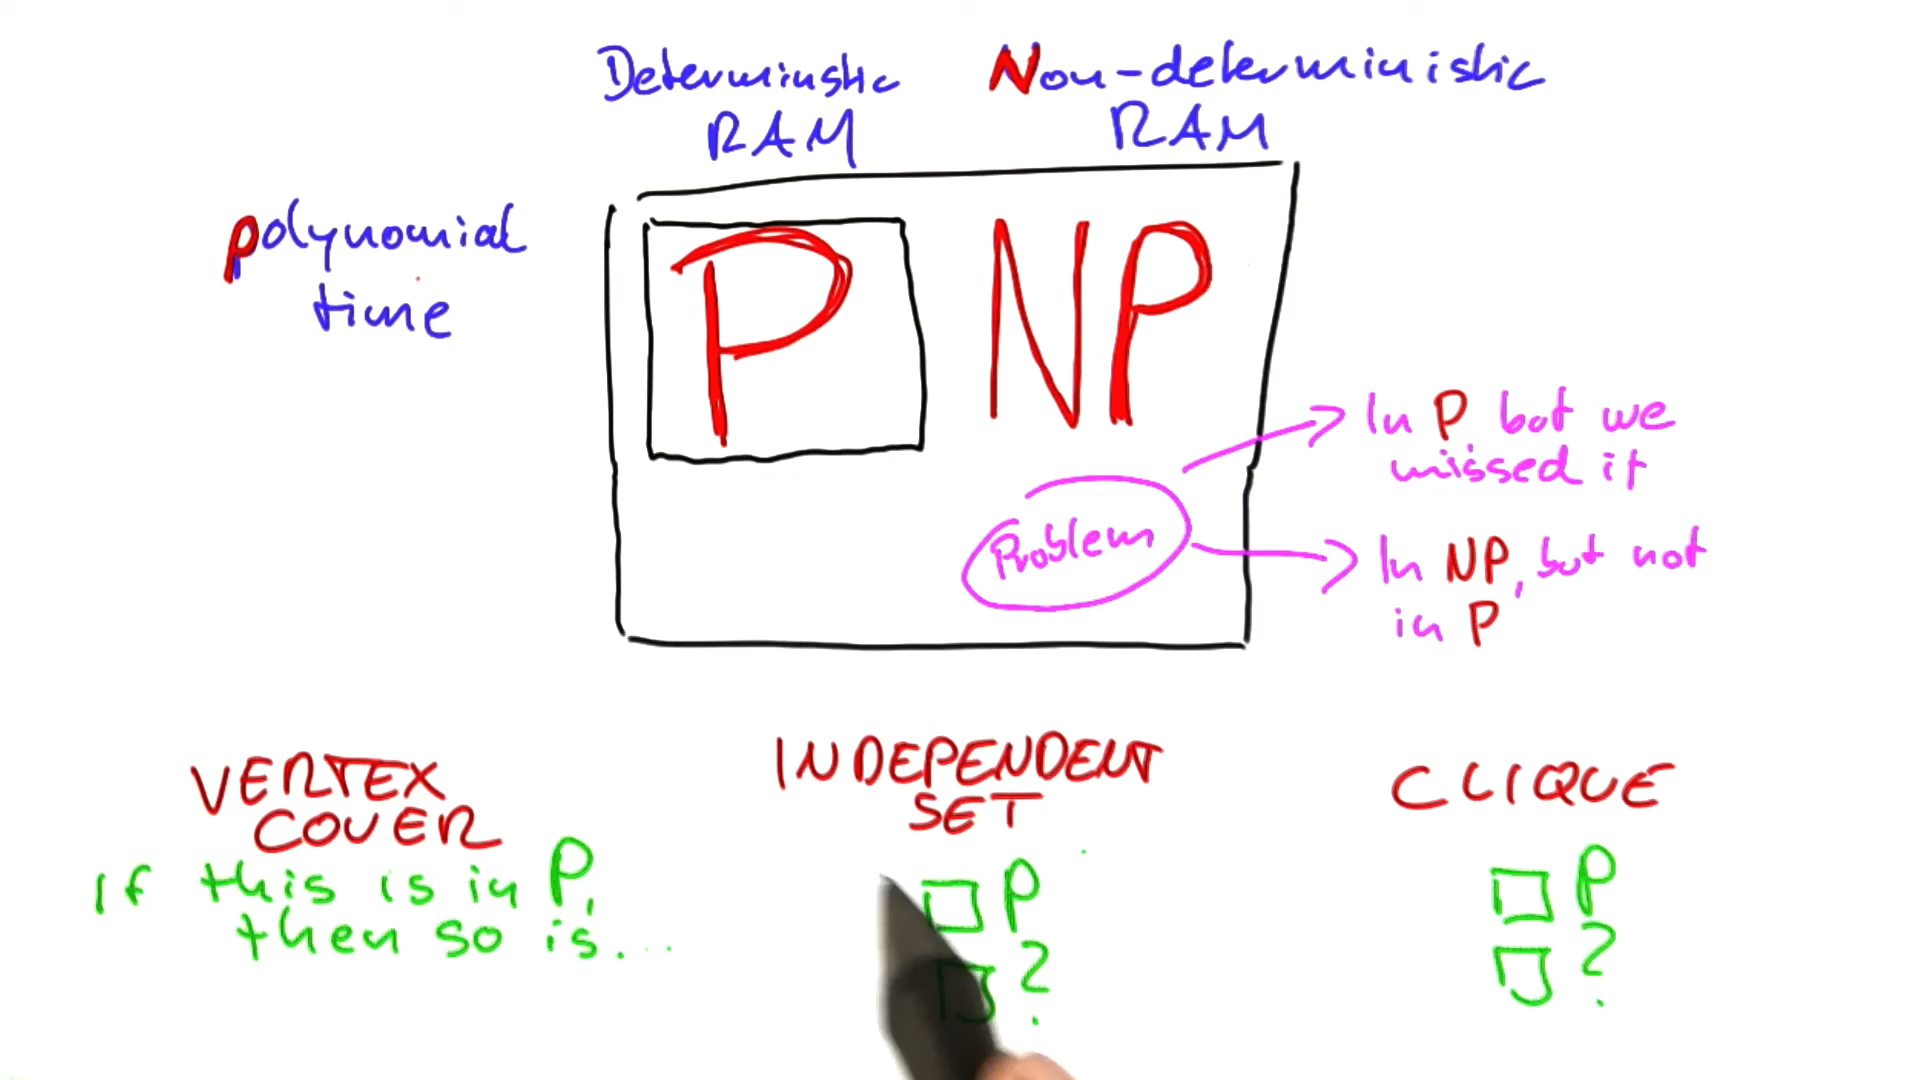 Determinstic
RAM
Non-deterministic
RAM
Polynomial
time
P
NP
Problem
In P but we
missed it
In NP, but not
in P
VERTEX
COVER
If this is in P,
then so is...
INDEPENDENT
SET
P
?
CLIQUE
P
?